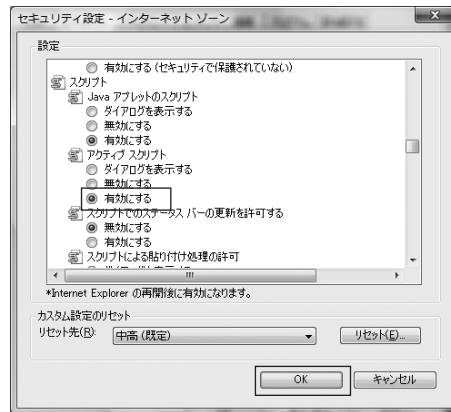 セキュリティ設定 - インターネット ゾーン
設定
有効にする (セキュリティで保護されていない)
スクリプト
Java アプレットのスクリプト
ダイアログを表示する
無効にする
有効にする
アクティブ スクリプト
ダイアログを表示する
無効にする
有効にする
スクリプトでのステータス バーの更新を許可する
無効にする
有効にする
スクリプトによる貼り付け処理の許可
*Internet Explorer の再開後に有効になります。
カスタム設定のリセット
リセット先(R): 中高 (既定) リセット(E)...
OK キャンセル